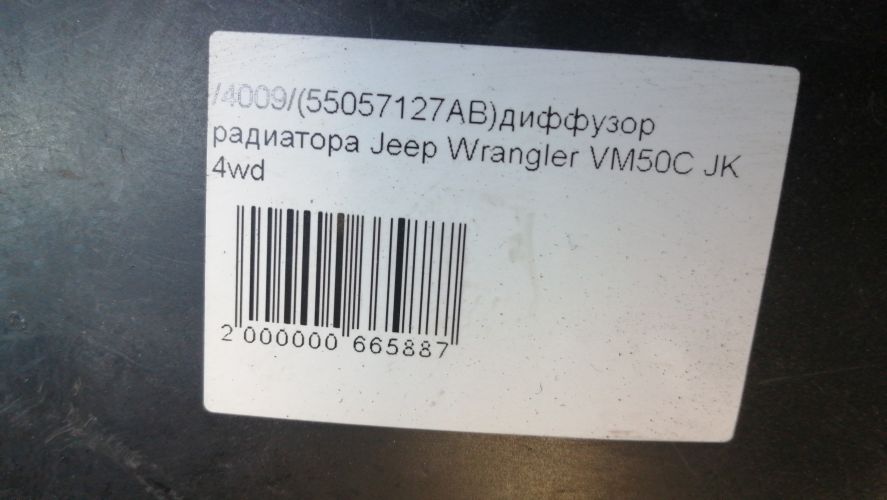 /4009/(55057127AB)диффузор
радиатора Jeep Wrangler VM50C JK
4wd
2 000000 665887